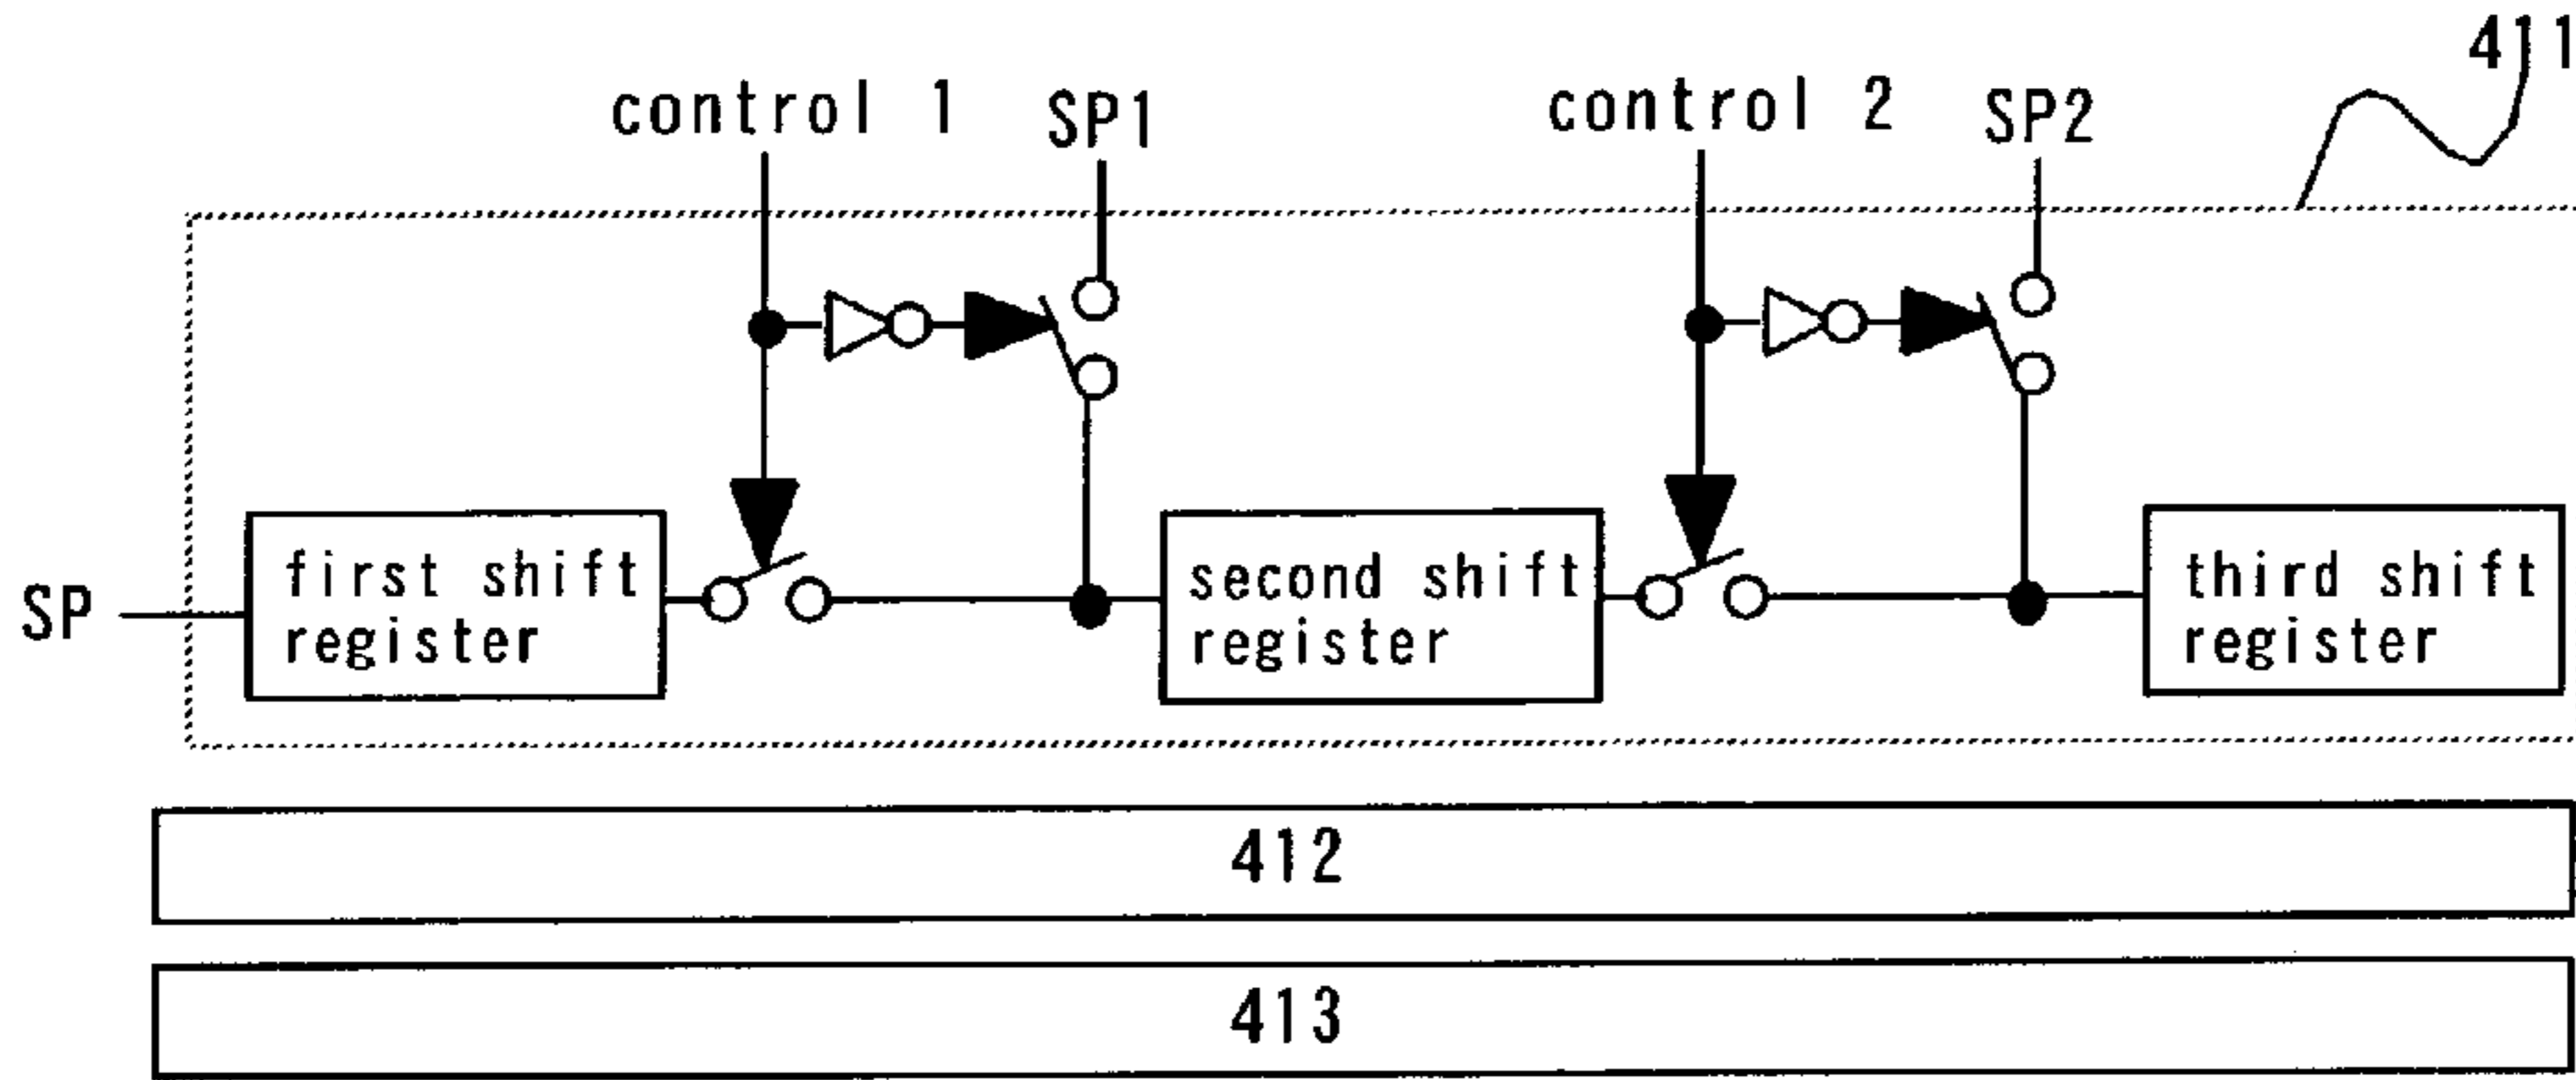 411
control 1
SP1
control 2
SP2
SP
first shift
register
second shift
register
third shift
register
412
413